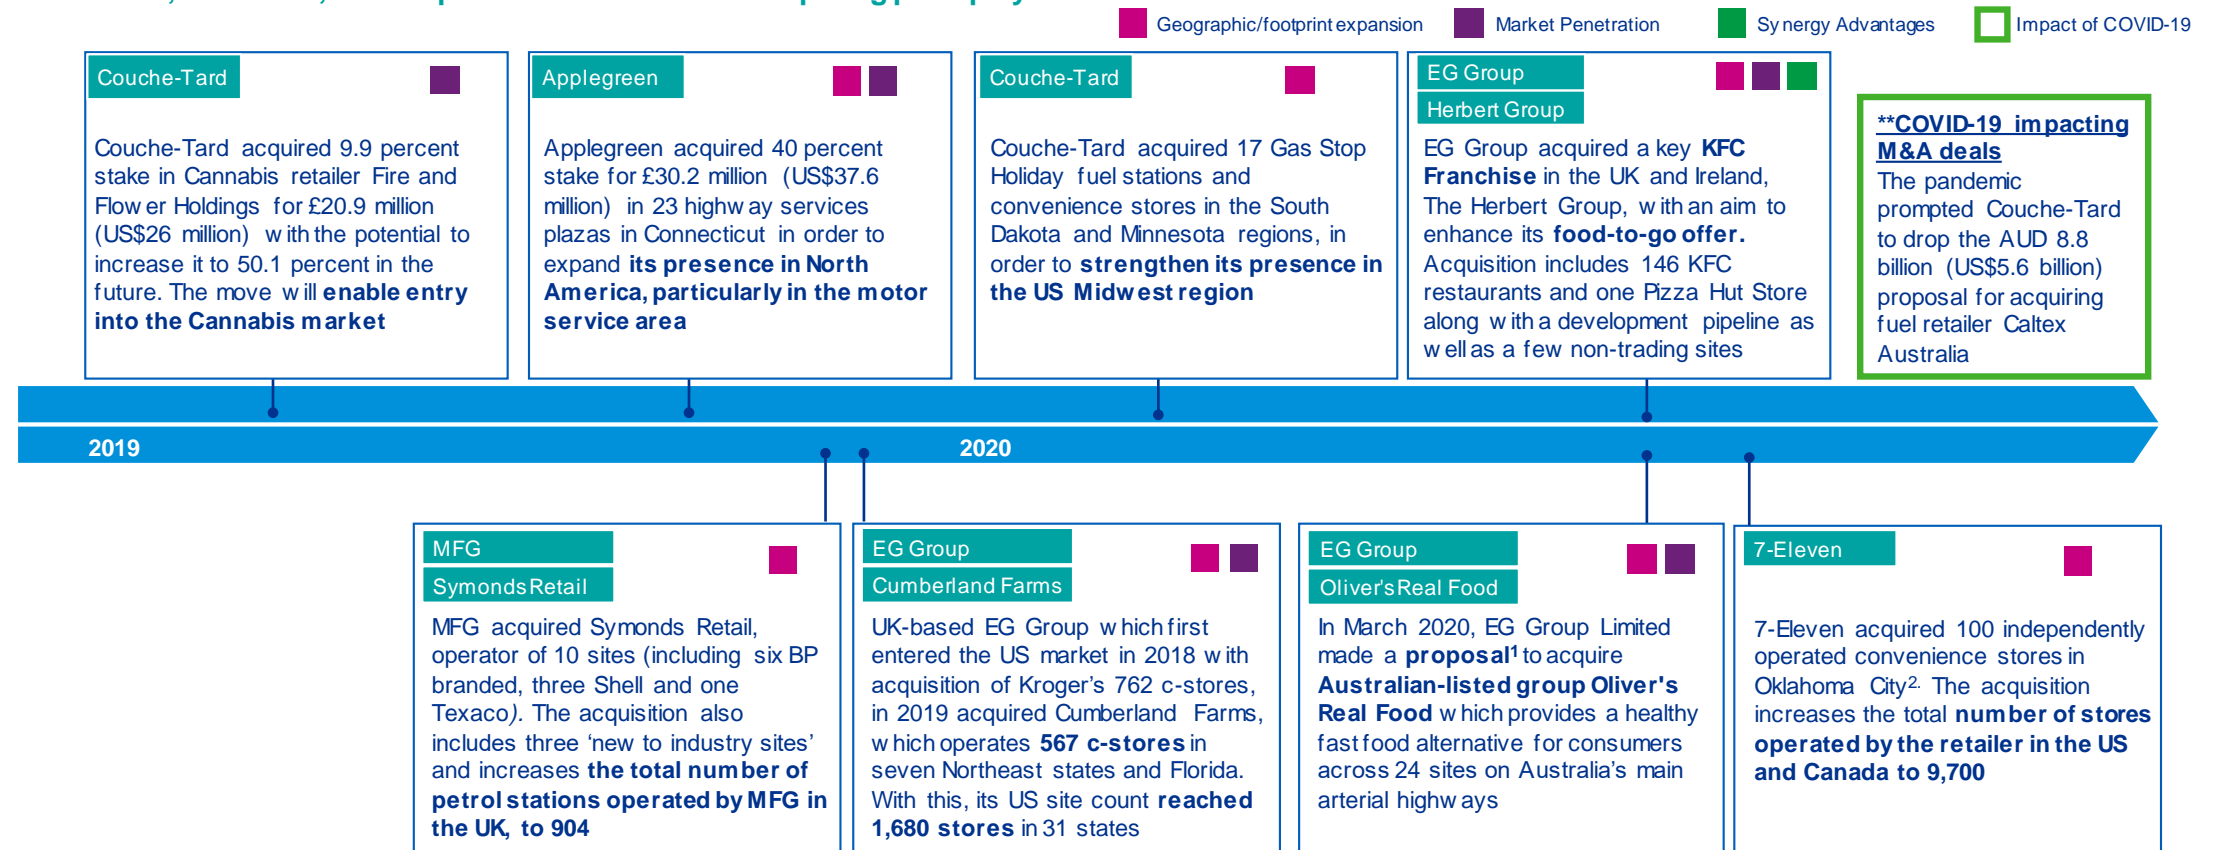 Geographic/footprint expansion
Market Penetration
Synergy Advantages
Impact of COVID-19
Couche-Tard
Couche-Tard acquired 9.9 percent
stake in Cannabis retailer Fire and
Flower Holdings for £20.9 million
(US$26 million) with the potential to
increase it to 50.1 percent in the
future. The move will enable entry
into the Cannabis market
Applegreen
Applegreen acquired 40 percent
stake for £30.2 million (US$37.6
million) in 23 highway services
plazas in Connecticut in order to
expand its presence in North
America, particularly in the motor
service area
Couche-Tard
Couche-Tard acquired 17 Gas Stop
Holiday fuel stations and
convenience stores in the South
Dakota and Minnesota regions, in
order to strengthen its presence in
the US Midwest region
EG Group
Herbert Group
EG Group acquired a key KFC
Franchise in the UK and Ireland,
The Herbert Group, with an aim to
enhance its food-to-go offer.
Acquisition includes 146 KFC
restaurants and one Pizza Hut Store
along with a development pipeline as
well as a few non-trading sites
**COVID-19 impacting
M&A deals
The pandemic
prompted Couche-Tard
to drop the AUD 8.8
billion (US$5.6 billion)
proposal for acquiring
fuel retailer Caltex
Australia
2019
2020
MFG
Symonds Retail
MFG acquired Symonds Retail,
operator of 10 sites (including six BP
branded, three Shell and one
Texaco). The acquisition also
includes three ‘new to industry sites’
and increases the total number of
petrol stations operated by MFG in
the UK, to 904
EG Group
Cumberland Farms
UK-based EG Group which first
entered the US market in 2018 with
acquisition of Kroger’s 762 c-stores,
in 2019 acquired Cumberland Farms,
which operates 567 c-stores in
seven Northeast states and Florida.
With this, its US site count reached
1,680 stores in 31 states
EG Group
Oliver's Real Food
In March 2020, EG Group Limited
made a proposal¹ to acquire
Australian-listed group Oliver's
Real Food which provides a healthy
fast food alternative for consumers
across 24 sites on Australia’s main
arterial highways
7-Eleven
7-Eleven acquired 100 independently
operated convenience stores in
Oklahoma City². The acquisition
increases the total number of stores
operated by the retailer in the US
and Canada to 9,700